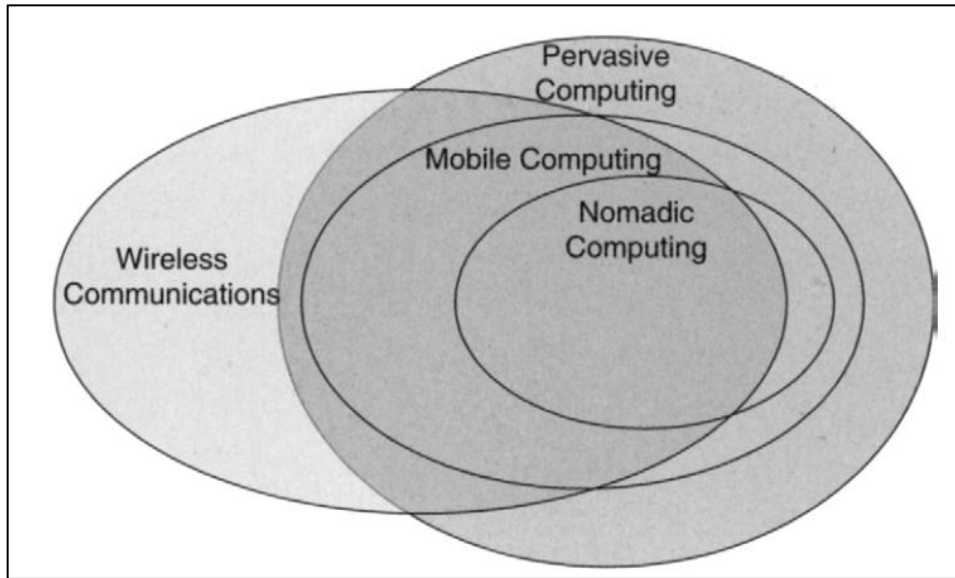 Pervasive
Computing
Mobile Computing
Nomadic
Computing
Wireless
Communications